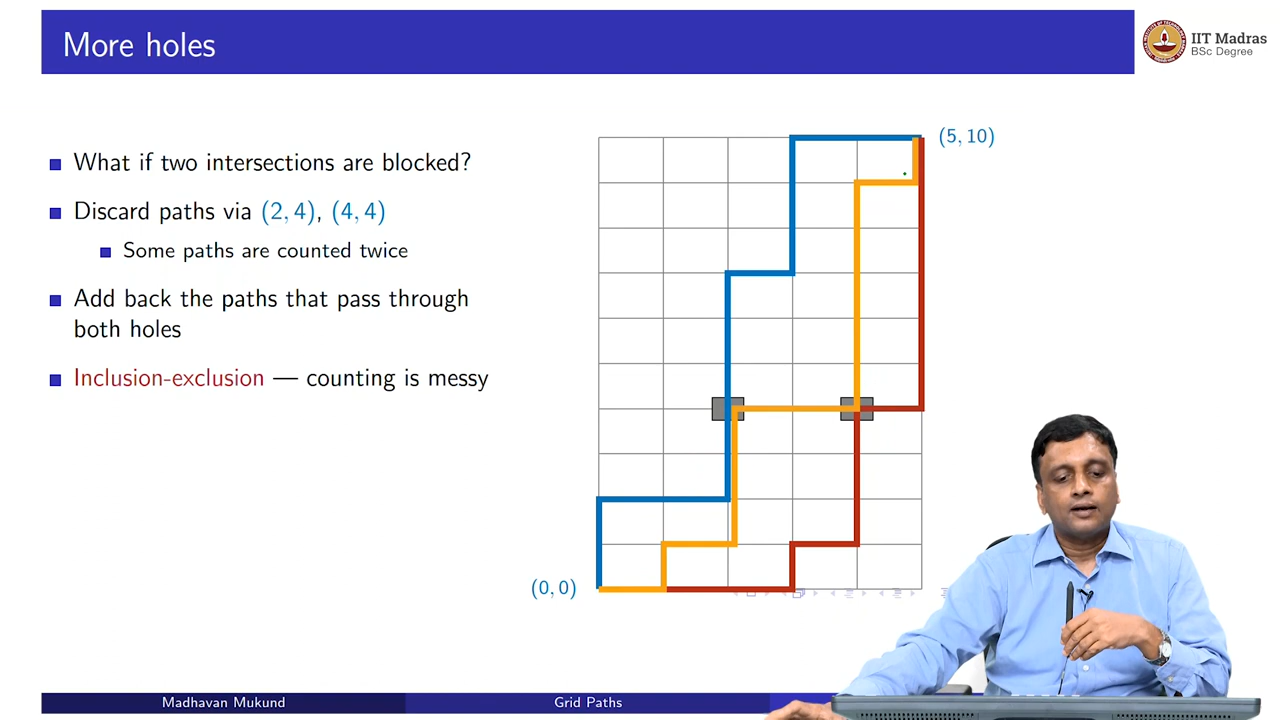 More holes
IIT Madras
BSc Degree
What if two intersections are blocked?
Discard paths via (2, 4), (4, 4)
Some paths are counted twice
Add back the paths that pass through
both holes
Inclusion-exclusion — counting is messy
(5, 10)
(0, 0)
Madhavan Mukund
Grid Paths